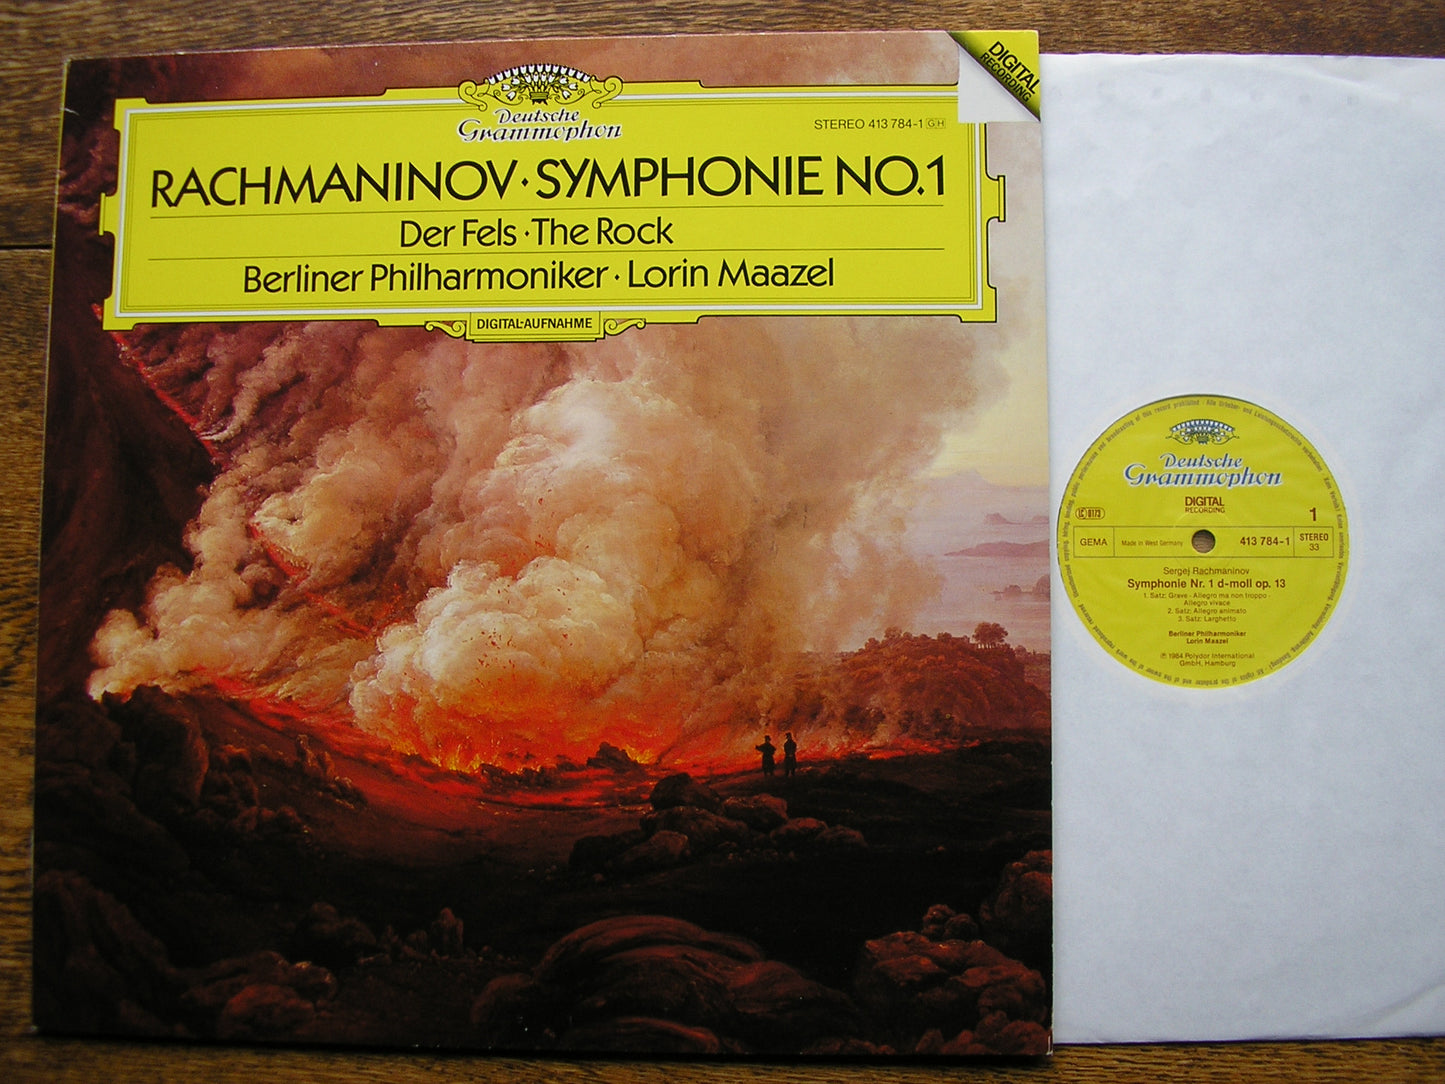 DIGITAL
RECORDING
Deutsche
Grammophon
STEREO 413 784-1 GH
RACHMANINOV · SYMPHONIE NO.1
Der Fels · The Rock
Berliner Philharmoniker · Lorin Maazel
DIGITAL-AUFNAHME
Deutsche
Grammophon
DIGITAL
RECORDING
LC 0173
1
GEMA
Made in West Germany
413 784-1
STEREO
33
Sergej Rachmaninov
Symphonie Nr. 1 d-moll op. 13
1. Satz: Grave - Allegro ma non troppo -
Allegro vivace
2. Satz: Allegro animato
3. Satz: Larghetto
Berliner Philharmoniker
Lorin Maazel
℗ 1984 Polydor International
GmbH, Hamburg